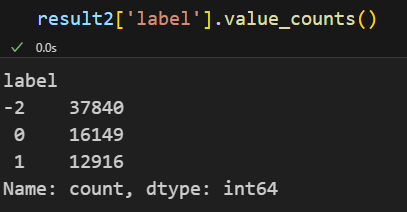 result2['label'].value_counts()
✓ 0.0s
label
-2    37840
 0    16149
 1    12916
Name: count, dtype: int64